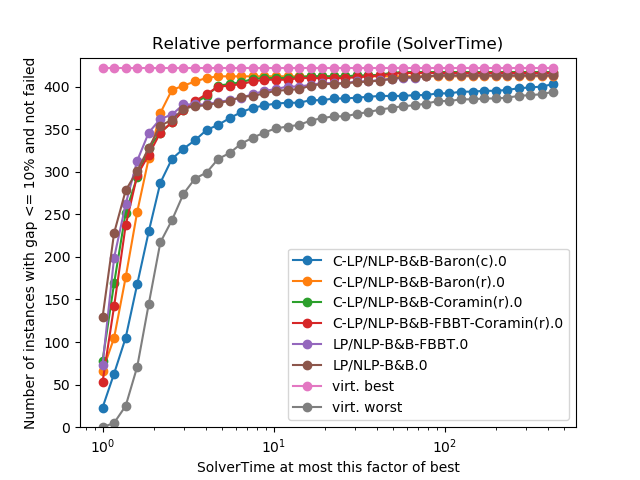 Relative performance profile (SolverTime)
Number of instances with gap <= 10% and not failed
400
350
300
250
200
150
100
50
0
C-LP/NLP-B&B-Baron(c).0
C-LP/NLP-B&B-Baron(r).0
C-LP/NLP-B&B-Coramin(r).0
C-LP/NLP-B&B-FBBT-Coramin(r).0
LP/NLP-B&B-FBBT.0
LP/NLP-B&B.0
virt. best
virt. worst
10⁰ 10¹ 10²
SolverTime at most this factor of best